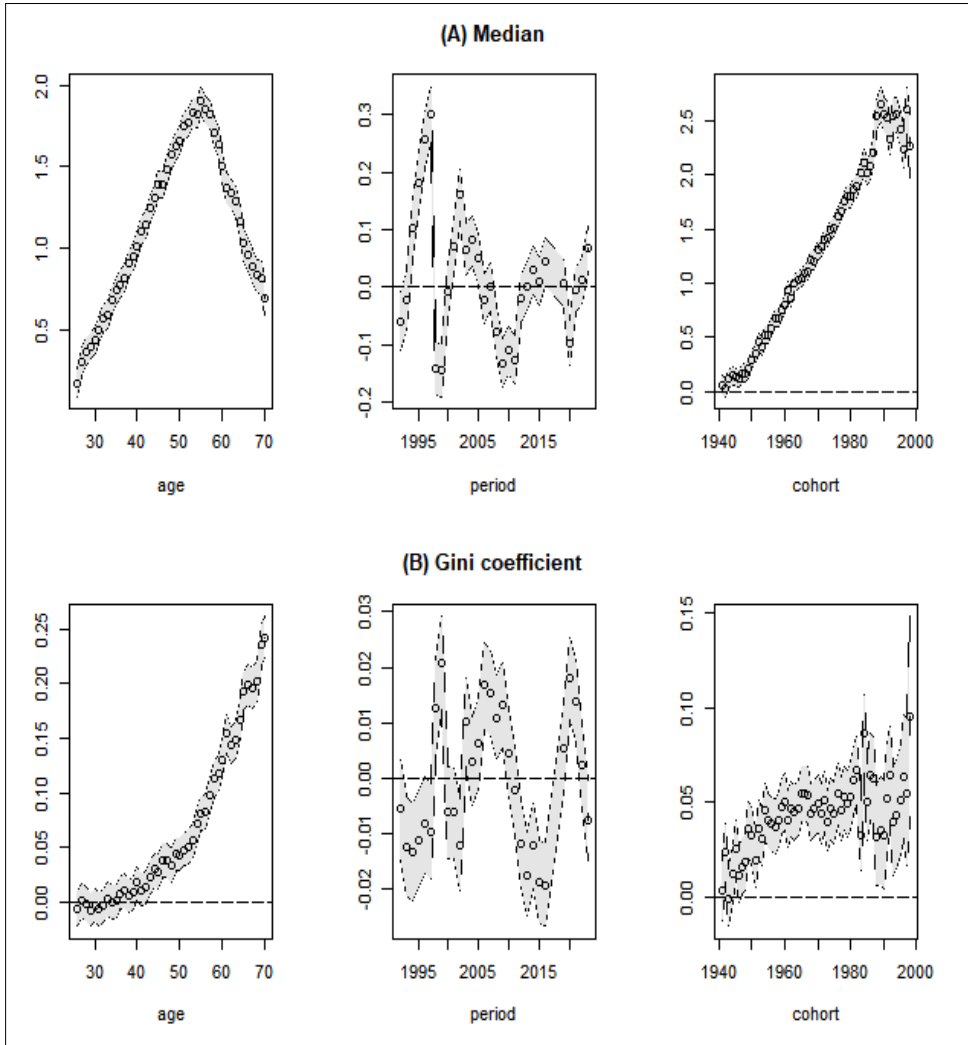 (A) Median
0.5 1.0 1.5 2.0
30 40 50 60 70
age
-0.2 -0.1 0.0 0.1 0.2 0.3
1995 2005 2015
period
0.0 0.5 1.0 1.5 2.0 2.5
1940 1960 1980 2000
cohort
(B) Gini coefficient
0.00 0.05 0.10 0.15 0.20 0.25
30 40 50 60 70
age
-0.02 -0.01 0.00 0.01 0.02 0.03
1995 2005 2015
period
0.00 0.05 0.10 0.15
1940 1960 1980 2000
cohort